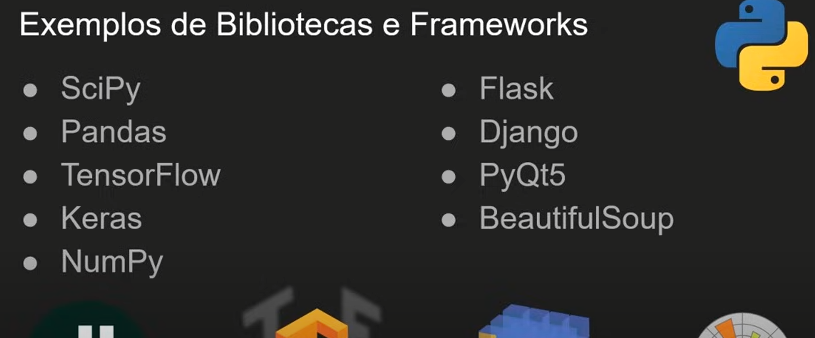 Exemplos de Bibliotecas e Frameworks
SciPy
Pandas
TensorFlow
Keras
NumPy
Flask
Django
PyQt5
BeautifulSoup